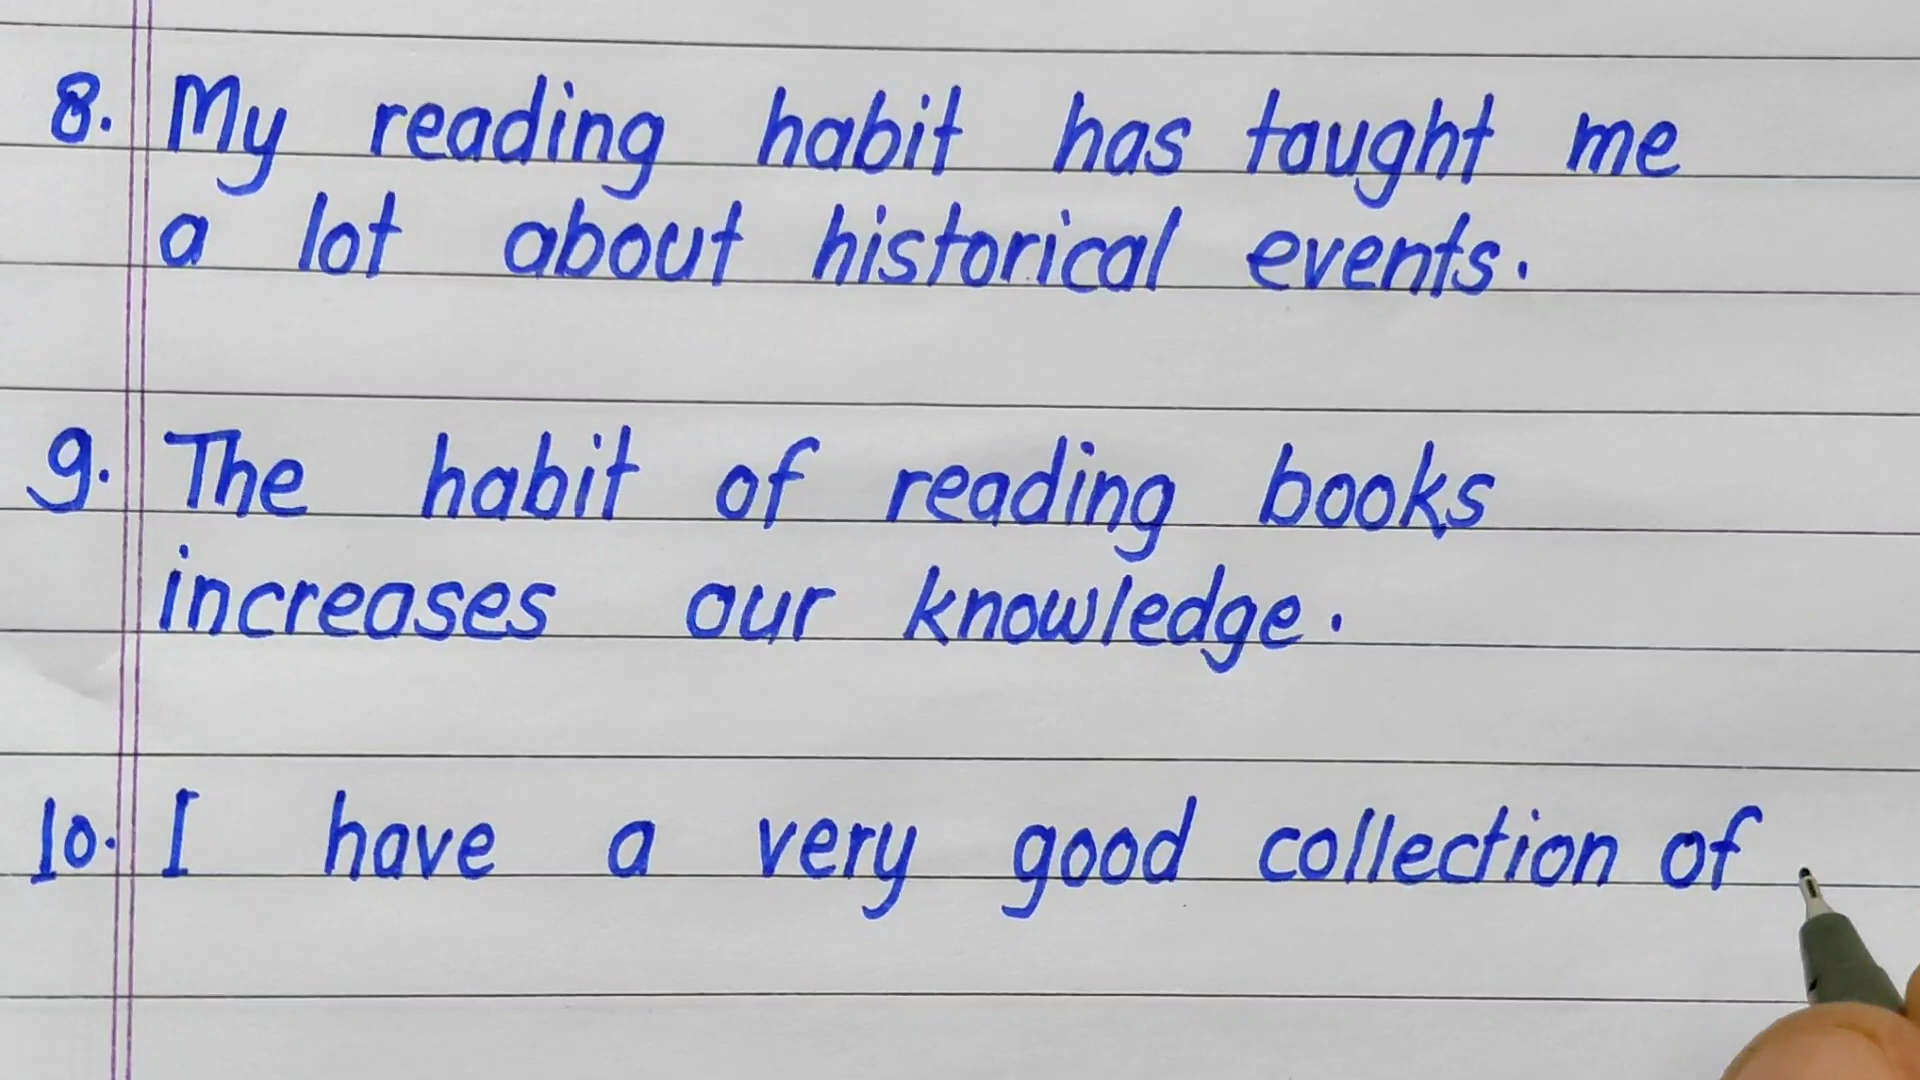 8. My reading habit has taught me
a lot about historical events.
9. The habit of reading books
increases our knowledge.
10. I have a very good collection of